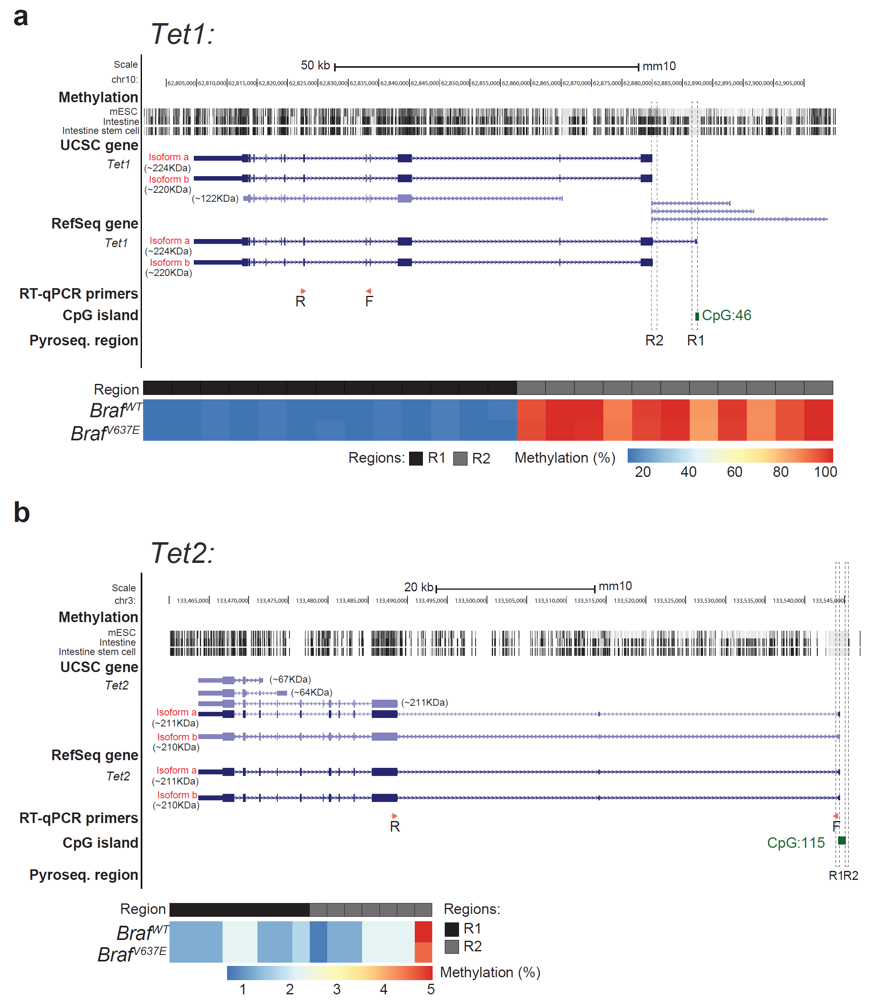 a
Tet1:
Scale 50 kb mm10
chr10: 62,805,000 62,810,000 62,815,000 62,820,000 62,825,000 62,830,000 62,835,000 62,840,000 62,845,000 62,850,000 62,855,000 62,860,000 62,865,000 62,870,000 62,875,000 62,880,000 62,885,000 62,890,000 62,895,000 62,900,000 62,905,000
Methylation
mESC
Intestine
Intestine stem cell
UCSC gene
Tet1 Isoform a
(~224KDa)
Isoform b
(~220KDa)
(~122KDa)
RefSeq gene
Tet1 Isoform a
(~224KDa)
Isoform b
(~220KDa)
RT-qPCR primers
R F
CpG island CpG:46
Pyroseq. region R2 R1
Region
Braf WT
Braf V637E
Regions: R1 R2 Methylation (%)
20 40 60 80 100
b
Tet2:
Scale 20 kb mm10
chr3: 133,465,000 133,470,000 133,475,000 133,480,000 133,485,000 133,490,000 133,495,000 133,500,000 133,505,000 133,510,000 133,515,000 133,520,000 133,525,000 133,530,000 133,535,000 133,540,000 133,545,000
Methylation
mESC
Intestine
Intestine stem cell
UCSC gene
Tet2 (~67KDa)
(~64KDa)
(~211KDa)
Isoform a
(~211KDa)
Isoform b
(~210KDa)
RefSeq gene
Tet2 Isoform a
(~211KDa)
Isoform b
(~210KDa)
RT-qPCR primers
R F
CpG island CpG:115
Pyroseq. region R1 R2
Region Regions:
Braf WT R1
Braf V637E R2
Methylation (%)
1 2 3 4 5